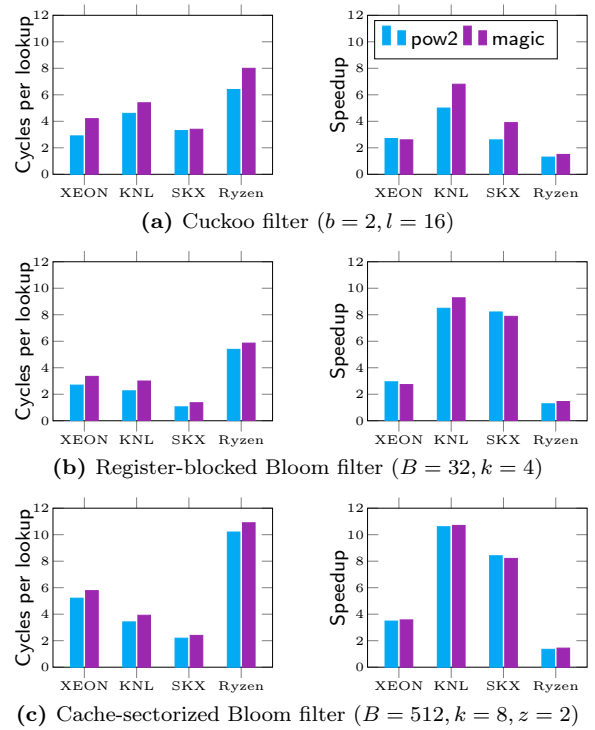 12
10
8
6
4
2
0
Cycles per lookup
XEON KNL SKX Ryzen
12
10
8
6
4
2
0
Speedup
pow2 magic
XEON KNL SKX Ryzen
(a) Cuckoo filter (b = 2, l = 16)
12
10
8
6
4
2
0
Cycles per lookup
XEON KNL SKX Ryzen
12
10
8
6
4
2
0
Speedup
XEON KNL SKX Ryzen
(b) Register-blocked Bloom filter (B = 32, k = 4)
12
10
8
6
4
2
0
Cycles per lookup
XEON KNL SKX Ryzen
12
10
8
6
4
2
0
Speedup
XEON KNL SKX Ryzen
(c) Cache-sectorized Bloom filter (B = 512, k = 8, z = 2)